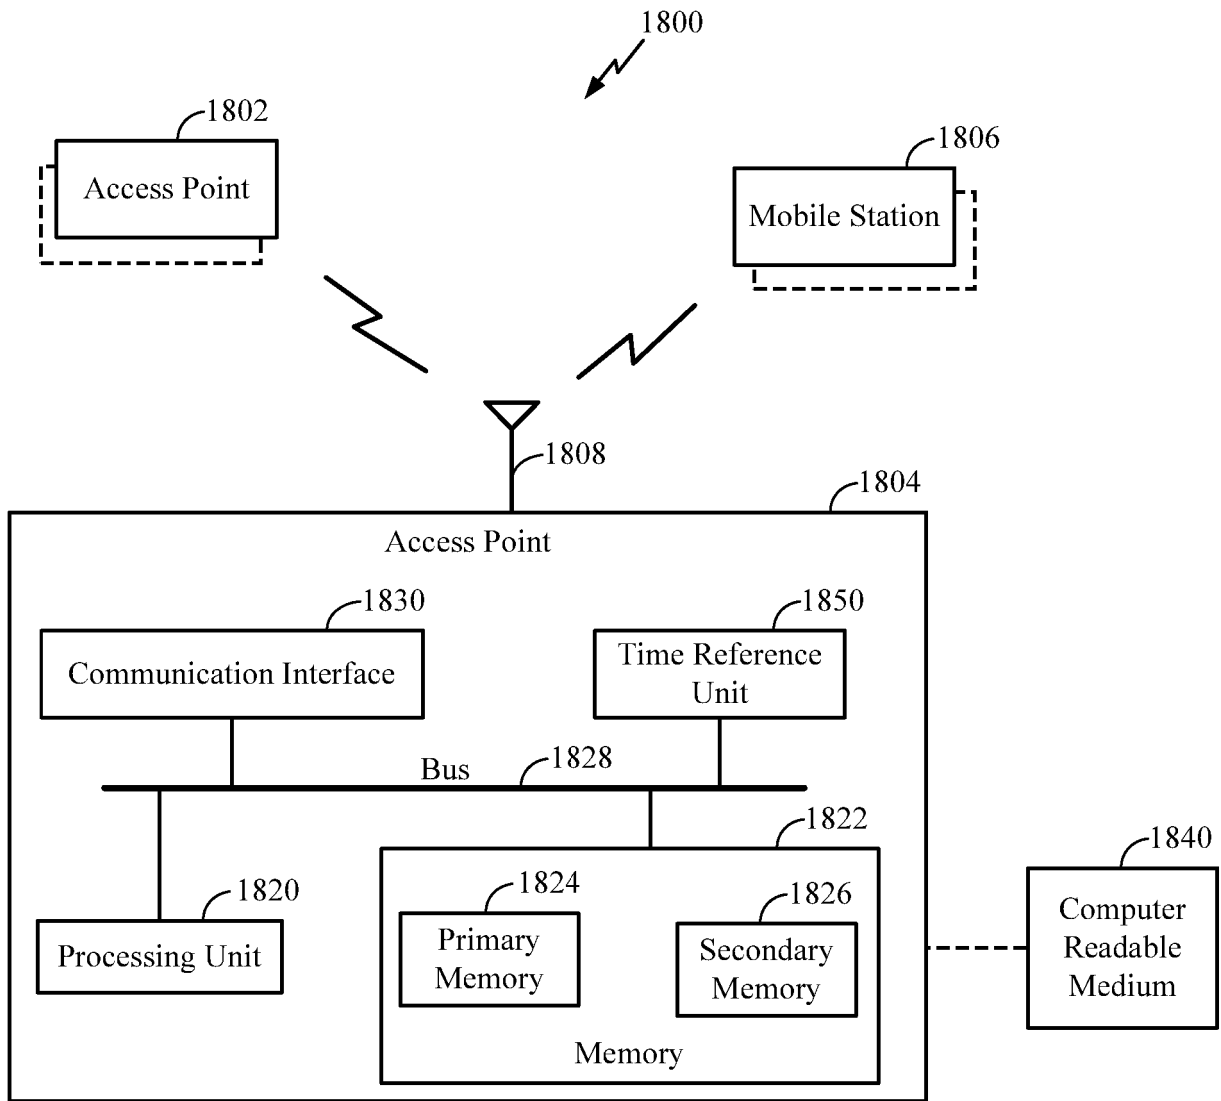 1800
1802
Access Point
1806
Mobile Station
1808
1804
Access Point
1830
Communication Interface
1850
Time Reference
Unit
Bus
1828
1822
1820
Processing Unit
1824
Primary
Memory
1826
Secondary
Memory
Memory
1840
Computer
Readable
Medium